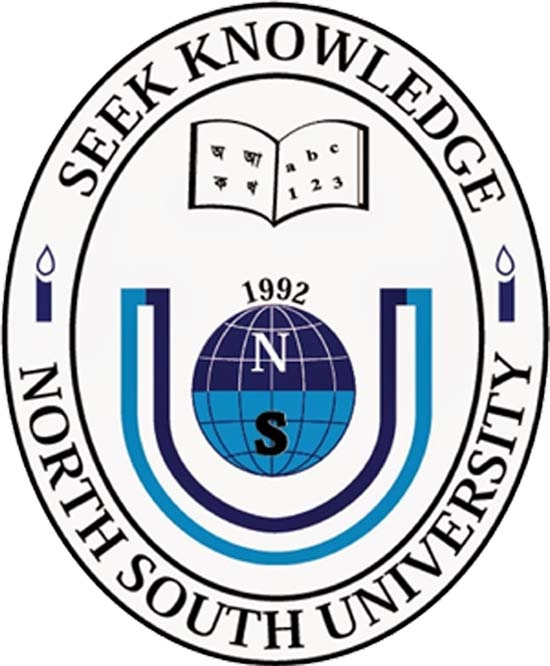 SEEK KNOWLEDGE
অ আ
ক খ
a b c
1 2 3
1992
N
S
NORTH SOUTH UNIVERSITY